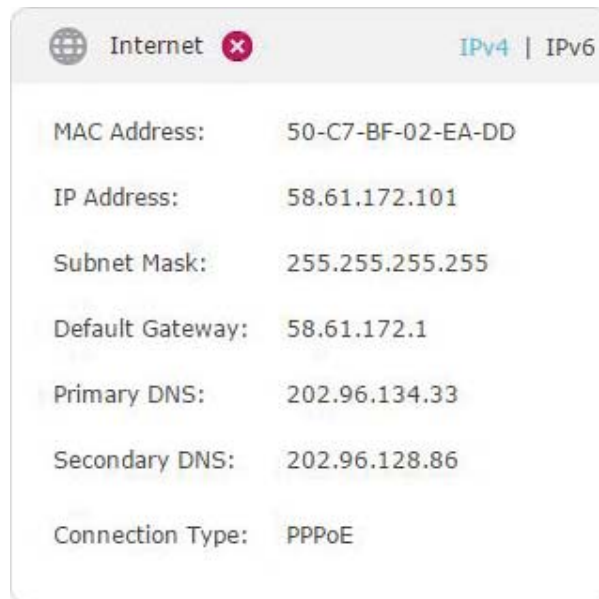 Internet IPv4 | IPv6
MAC Address: 50-C7-BF-02-EA-DD
IP Address: 58.61.172.101
Subnet Mask: 255.255.255.255
Default Gateway: 58.61.172.1
Primary DNS: 202.96.134.33
Secondary DNS: 202.96.128.86
Connection Type: PPPoE